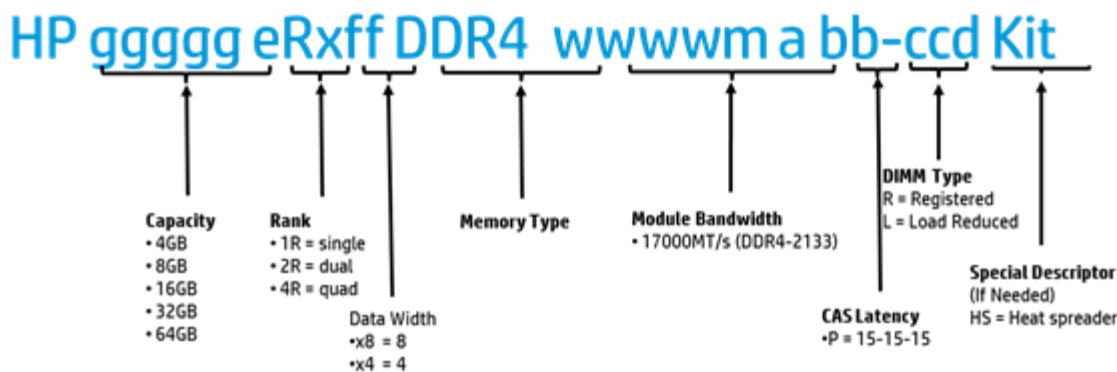 HP ggggg eRxff DDR4 wwwwm a bb-ccd Kit
Capacity
• 4GB
• 8GB
• 16GB
• 32GB
• 64GB
Rank
• 1R = single
• 2R = dual
• 4R = quad
Data Width
•x8 = 8
•x4 = 4
Memory Type
Module Bandwidth
• 17000MT/s (DDR4-2133)
CAS Latency
•P = 15-15-15
DIMM Type
R = Registered
L = Load Reduced
Special Descriptor
(If Needed)
HS = Heat spreader